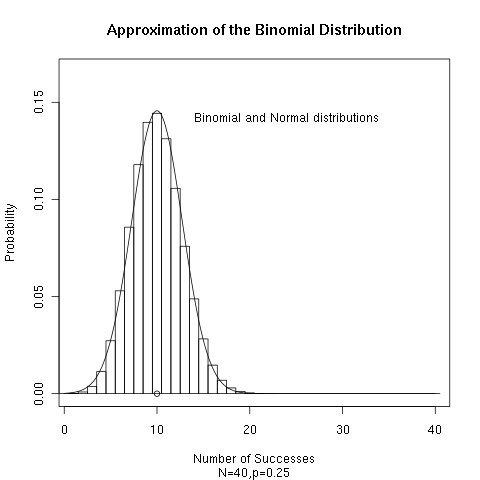 Approximation of the Binomial Distribution
Binomial and Normal distributions
Probability
0.15
0.10
0.05
0.00
0 10 20 30 40
Number of Successes
N=40,p=0.25